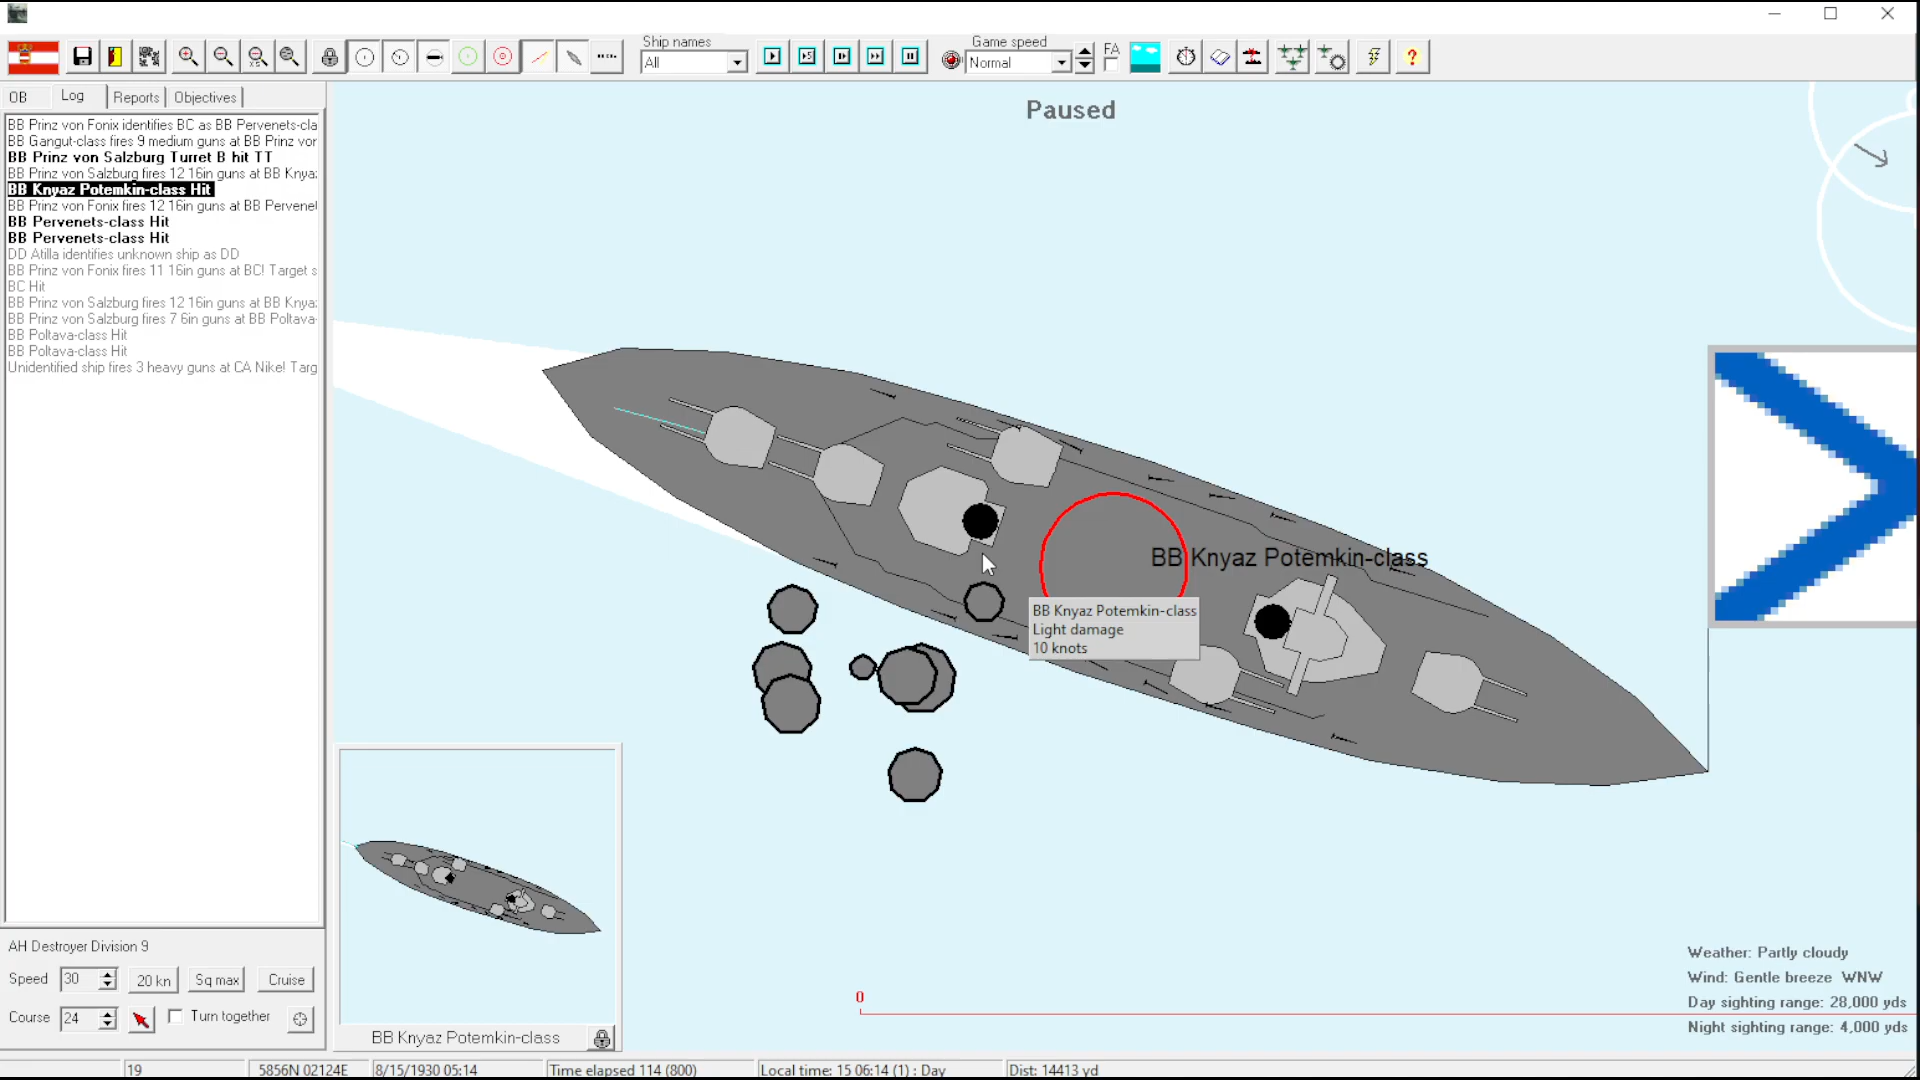 Ship names
Game speed
FA
All
Normal
?
OB
Log
Reports
Objectives
Paused
BB Prinz von Fonix identifies BC as BB Pervenets-cla
BB Gangut-class fires 9 medium guns at BB Prinz vor
BB Prinz von Salzburg Turret B hit TT
BB Prinz von Salzburg fires 12 16in guns at BB Knya:
BB Knyaz Potemkin-class Hit
BB Prinz von Fonix fires 12 16in guns at BB Pervenet
BB Pervenets-class Hit
BB Pervenets-class Hit
DD Atilla identifies unknown ship as DD
BB Prinz von Fonix fires 11 16in guns at BC! Target s
BC Hit
BB Prinz von Salzburg fires 12 16in guns at BB Knya:
BB Prinz von Salzburg fires 7 6in guns at BB Poltava-
BB Poltava-class Hit
BB Poltava-class Hit
Unidentified ship fires 3 heavy guns at CA Nike! Targ
BB Knyaz Potemkin-class
BB Knyaz Potemkin-class
Light damage
10 knots
AH Destroyer Division 9
Speed 30 20 kn Sq max Cruise
Course 24 Turn together
BB Knyaz Potemkin-class
0
Weather: Partly cloudy
Wind: Gentle breeze WNW
Day sighting range: 28,000 yds
Night sighting range: 4,000 yds
19 5856N 02124E 8/15/1930 05:14 Time elapsed 114 (800) Local time: 15 06:14 (1) : Day Dist: 14413 yd